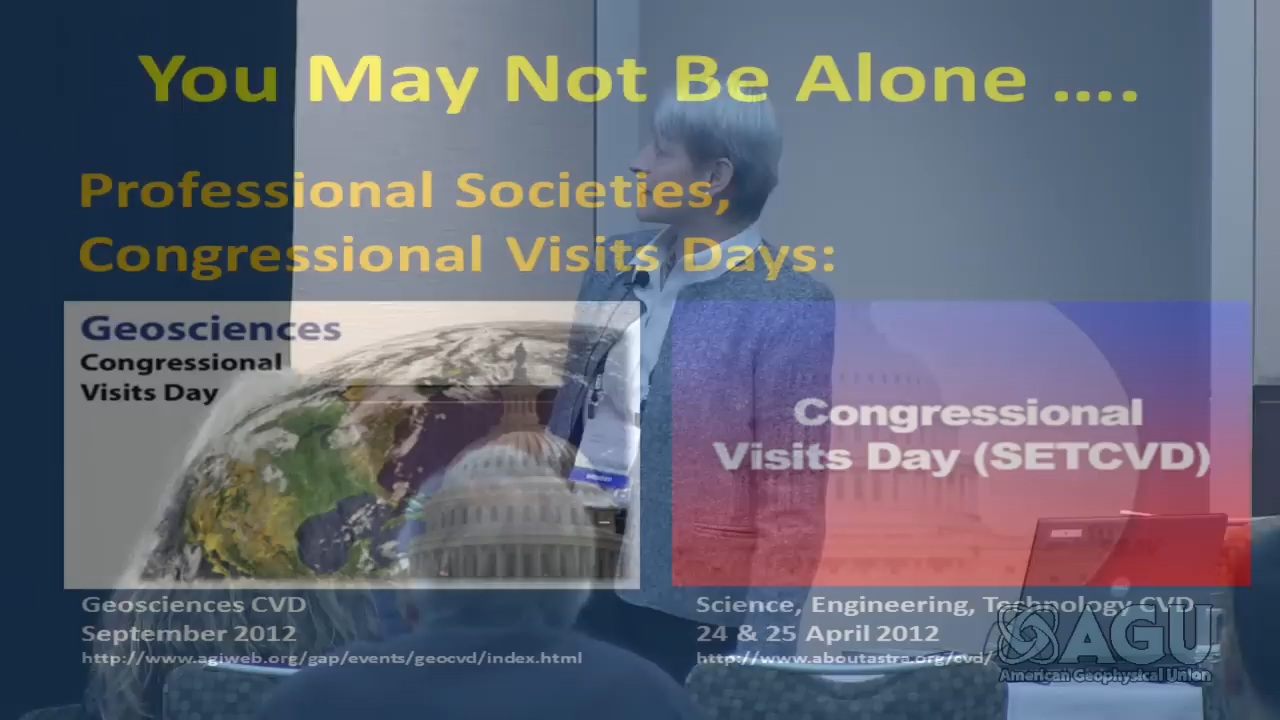 You May Not Be Alone ....
Professional Societies,
Congressional Visits Days:
Geosciences
Congressional
Visits Day
Congressional
Visits Day (SETCVD)
Geosciences CVD
September 2012
http://www.agiweb.org/gap/events/geocvd/index.html
Science, Engineering, Technology CVD
24 & 25 April 2012
http://www.aboutastra.org/cvd/
AGU
American Geophysical Union